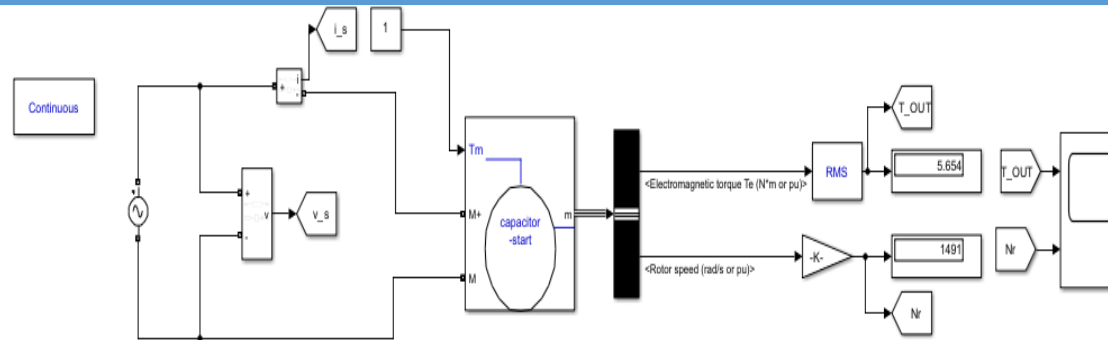 i_s
1
Continuous
T_OUT
+
i
-
Tm
RMS
5.654
T_OUT
<Electromagnetic torque Te (N*m or pu)>
+
v
-
v_s
M+
capacitor
-start
m
-K-
1491
Nr
<Rotor speed (rad/s or pu)>
M
Nr